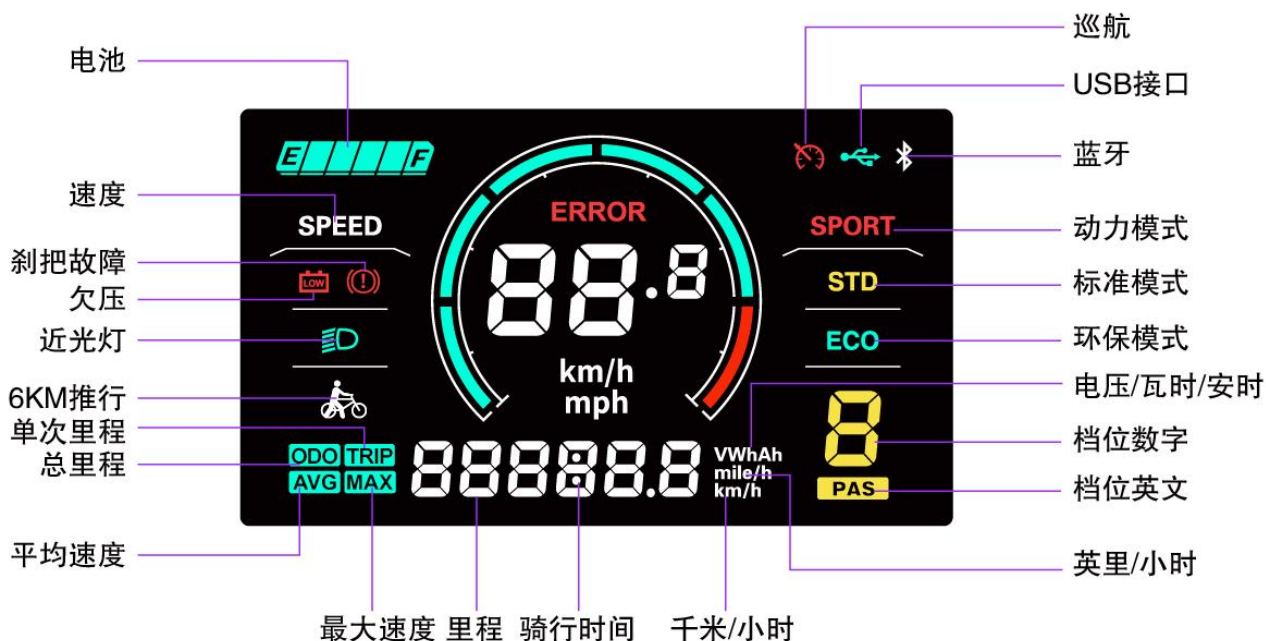 巡航
电池
USB接口
蓝牙
E F
速度
SPEED
ERROR
SPORT
动力模式
88.8
刹把故障
LOW
STD
标准模式
欠压
近光灯
ECO
环保模式
km/h
mph
电压/瓦时/安时
6KM推行
8
单次里程
ODO TRIP
88888.8
VWhAh
档位数字
总里程
mile/h
AVG MAX
km/h
PAS
档位英文
平均速度
英里/小时
最大速度 里程 骑行时间 千米/小时